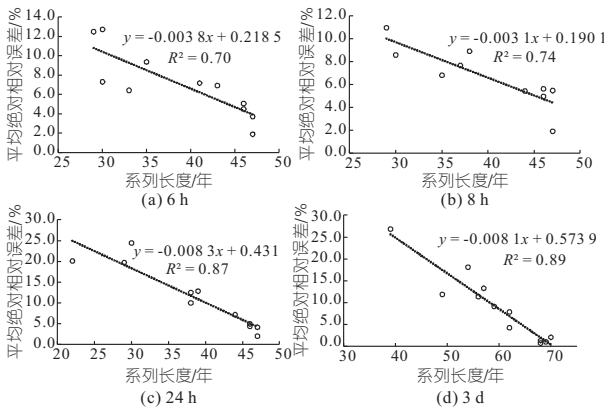 平均绝对相对误差/%
14.0
12.0
10.0
8.0
6.0
4.0
2.0
0.0
y = -0.003 8x + 0.218 5
R² = 0.70
25 30 35 40 45 50
系列长度/年
(a) 6 h
平均绝对相对误差/%
12.0
10.0
8.0
6.0
4.0
2.0
0.0
y = -0.003 1x + 0.190 1
R² = 0.74
25 30 35 40 45 50
系列长度/年
(b) 8 h
平均绝对相对误差/%
30.0
25.0
20.0
15.0
10.0
5.0
0.0
y = -0.008 3x + 0.431
R² = 0.87
20 30 40 50
系列长度/年
(c) 24 h
平均绝对相对误差/%
30.0
25.0
20.0
15.0
10.0
5.0
0.0
y = -0.008 1x + 0.573 9
R² = 0.89
30 40 50 60 70
系列长度/年
(d) 3 d